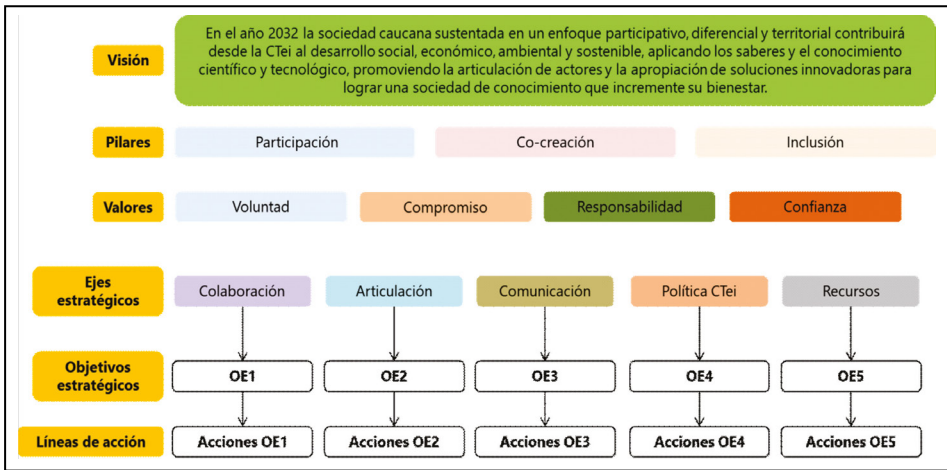 Visión
En el año 2032 la sociedad caucana sustentada en un enfoque participativo, diferencial y territorial contribuirá
desde la CTei al desarrollo social, económico, ambiental y sostenible, aplicando los saberes y el conocimiento
científico y tecnológico, promoviendo la articulación de actores y la apropiación de soluciones innovadoras para
lograr una sociedad de conocimiento que incremente su bienestar.
Pilares
Participación
Co-creación
Inclusión
Valores
Voluntad
Compromiso
Responsabilidad
Confianza
Ejes
estratégicos
Colaboración
Articulación
Comunicación
Política CTei
Recursos
Objetivos
estratégicos
OE1
OE2
OE3
OE4
OE5
Líneas de acción
Acciones OE1
Acciones OE2
Acciones OE3
Acciones OE4
Acciones OE5